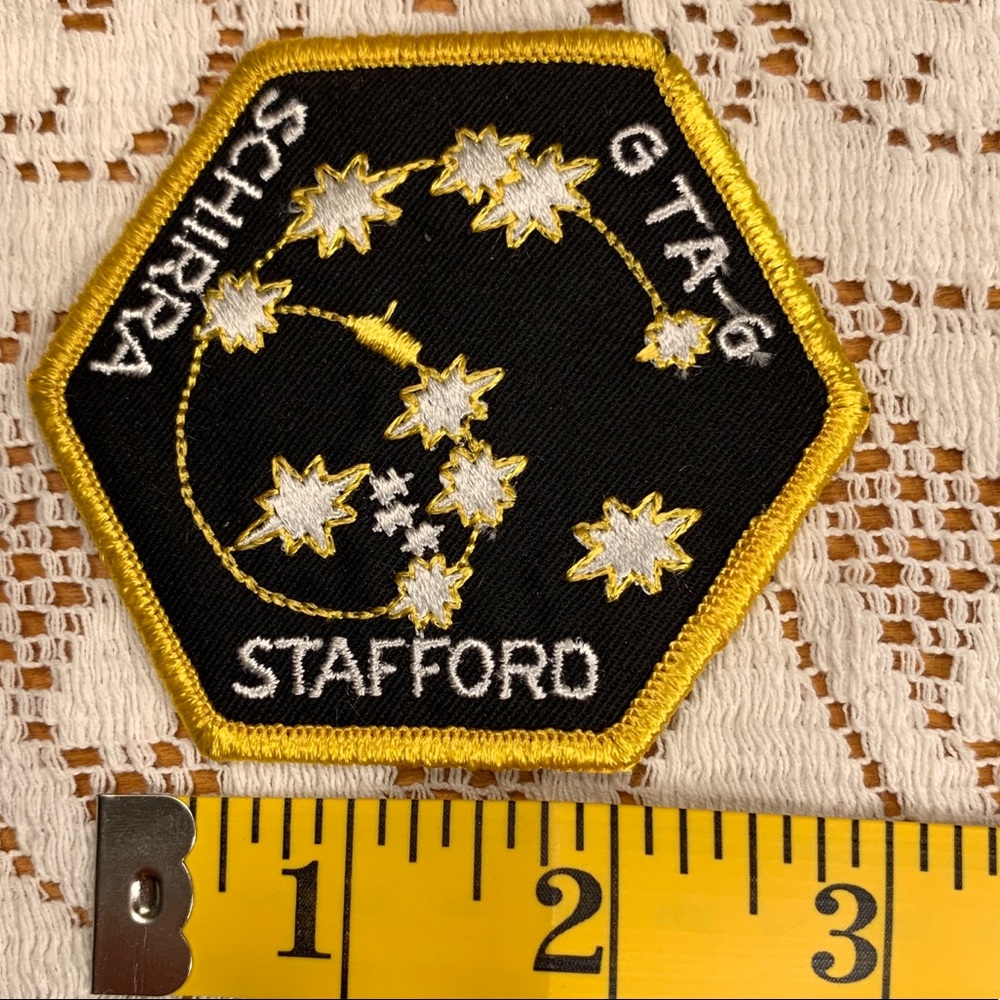 SCHIRRA
GTA-6
STAFFORD
1 2 3